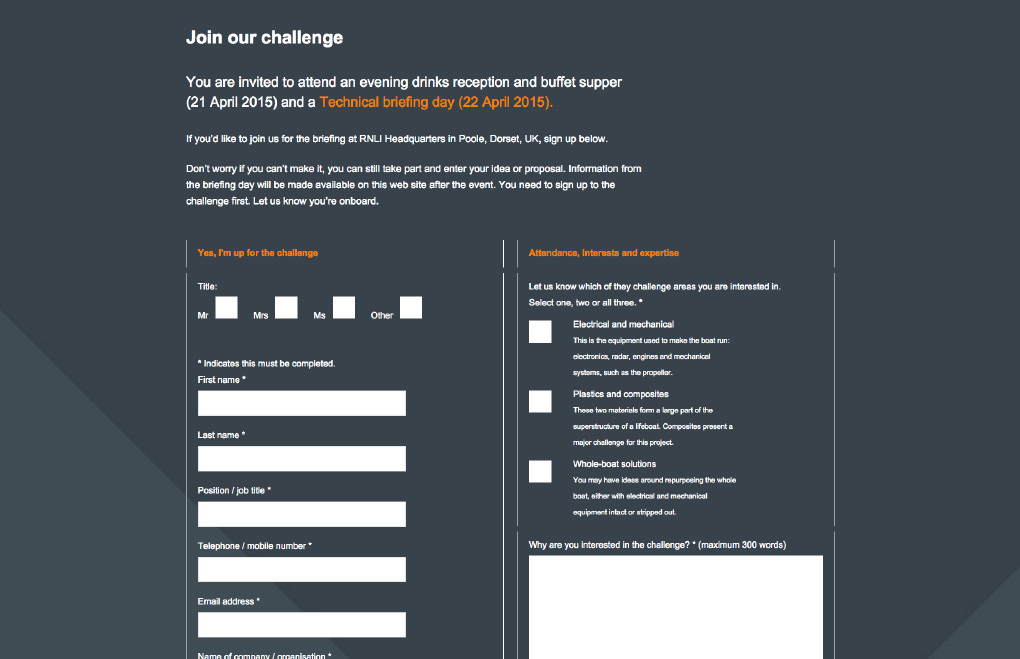 Join our challenge
You are invited to attend an evening drinks reception and buffet supper
(21 April 2015) and a Technical briefing day (22 April 2015).
If you'd like to join us for the briefing at RNLI Headquarters in Poole, Dorset, UK, sign up below.
Don't worry if you can't make it, you can still take part and enter your idea or proposal. Information from
the briefing day will be made available on this web site after the event. You need to sign up to the
challenge first. Let us know you're onboard.
Yes, I'm up for the challenge
Title:
Mr Mrs Ms Other
* Indicates this must be completed.
First name *
Last name *
Position / job title *
Telephone / mobile number *
Email address *
Name of company / organisation *
Attendance, interests and expertise
Let us know which of they challenge areas you are interested in.
Select one, two or all three. *
Electrical and mechanical
This is the equipment used to make the boat run:
electronics, radar, engines and mechanical
systems, such as the propeller.
Plastics and composites
These two materials form a large part of the
superstructure of a lifeboat. Composites present a
major challenge for this project.
Whole-boat solutions
You may have ideas around repurposing the whole
boat, either with electrical and mechanical
equipment intact or stripped out.
Why are you interested in the challenge? * (maximum 300 words)